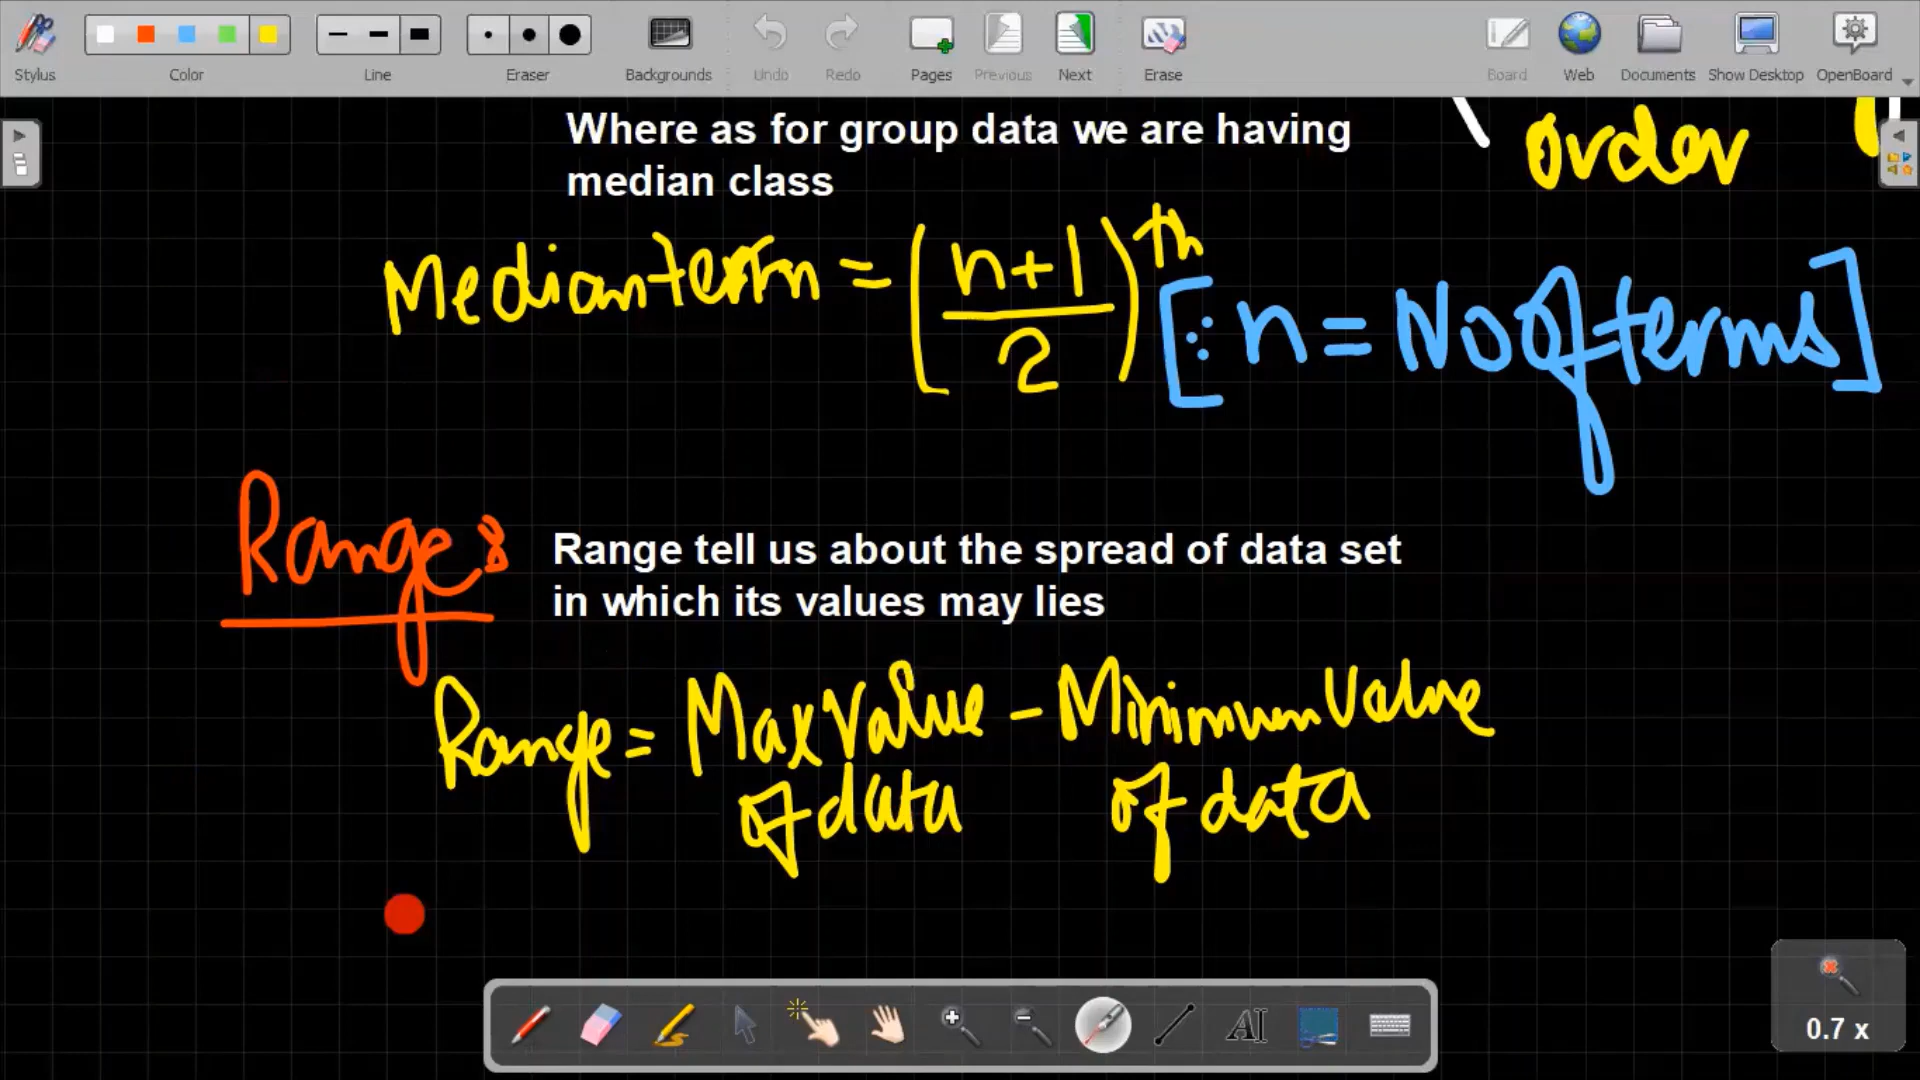 Stylus Color Line Eraser Backgrounds Undo Redo Pages Previous Next Erase Board Web Documents Show Desktop OpenBoard
Where as for group data we are having
median class
order
Median term = (n+1/2)th [∵ n = No of terms]
Range:
Range tell us about the spread of data set
in which its values may lies
Range = Max Value - Minimum Value
of data of data
AI
0.7 x